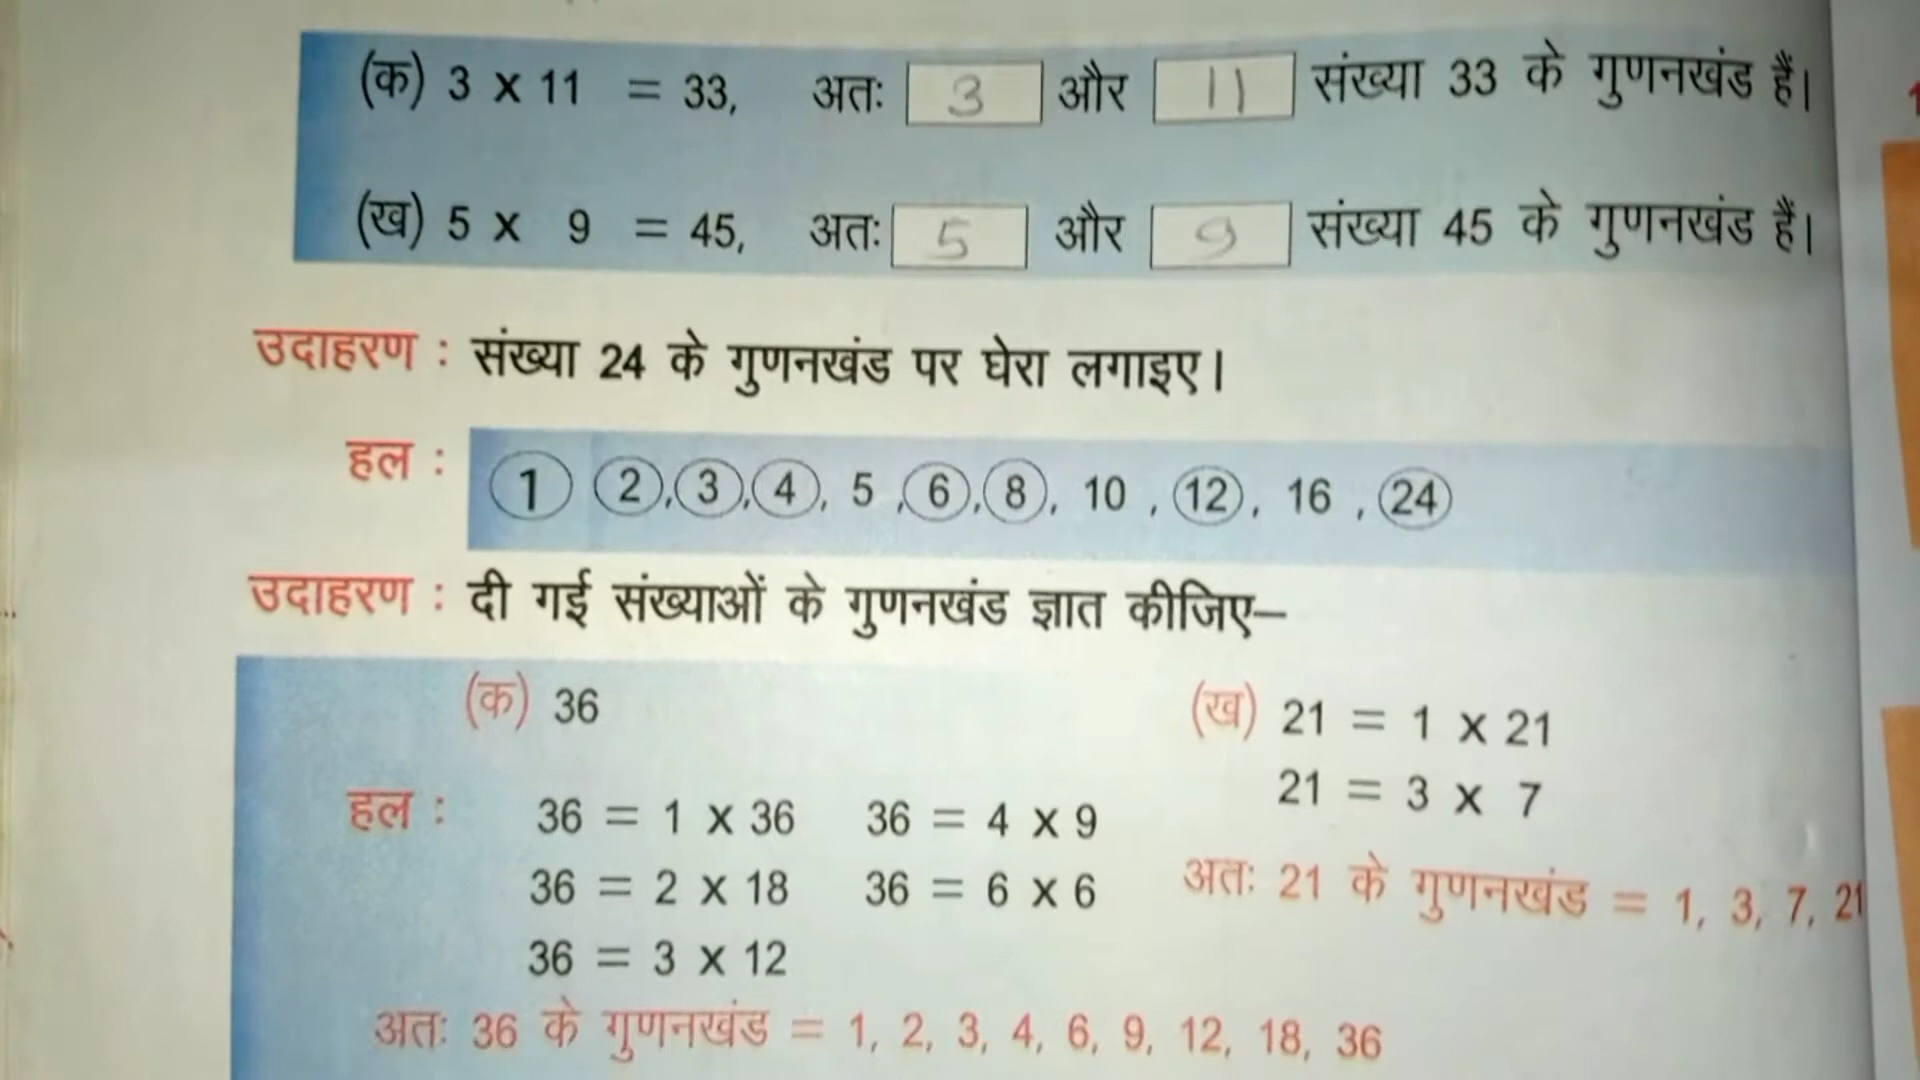 (क) 3 x 11 = 33, अतः 3 और 11 संख्या 33 के गुणनखंड हैं।
(ख) 5 x 9 = 45, अतः 5 और 9 संख्या 45 के गुणनखंड हैं।
उदाहरण : संख्या 24 के गुणनखंड पर घेरा लगाइए।
हल : 1 2, 3, 4, 5, 6, 8, 10, 12, 16, 24
उदाहरण : दी गई संख्याओं के गुणनखंड ज्ञात कीजिए–
(क) 36
(ख) 21 = 1 x 21
21 = 3 x 7
हल : 36 = 1 x 36 36 = 4 x 9
36 = 2 x 18 36 = 6 x 6
अतः 21 के गुणनखंड = 1, 3, 7, 21
36 = 3 x 12
अतः 36 के गुणनखंड = 1, 2, 3, 4, 6, 9, 12, 18, 36